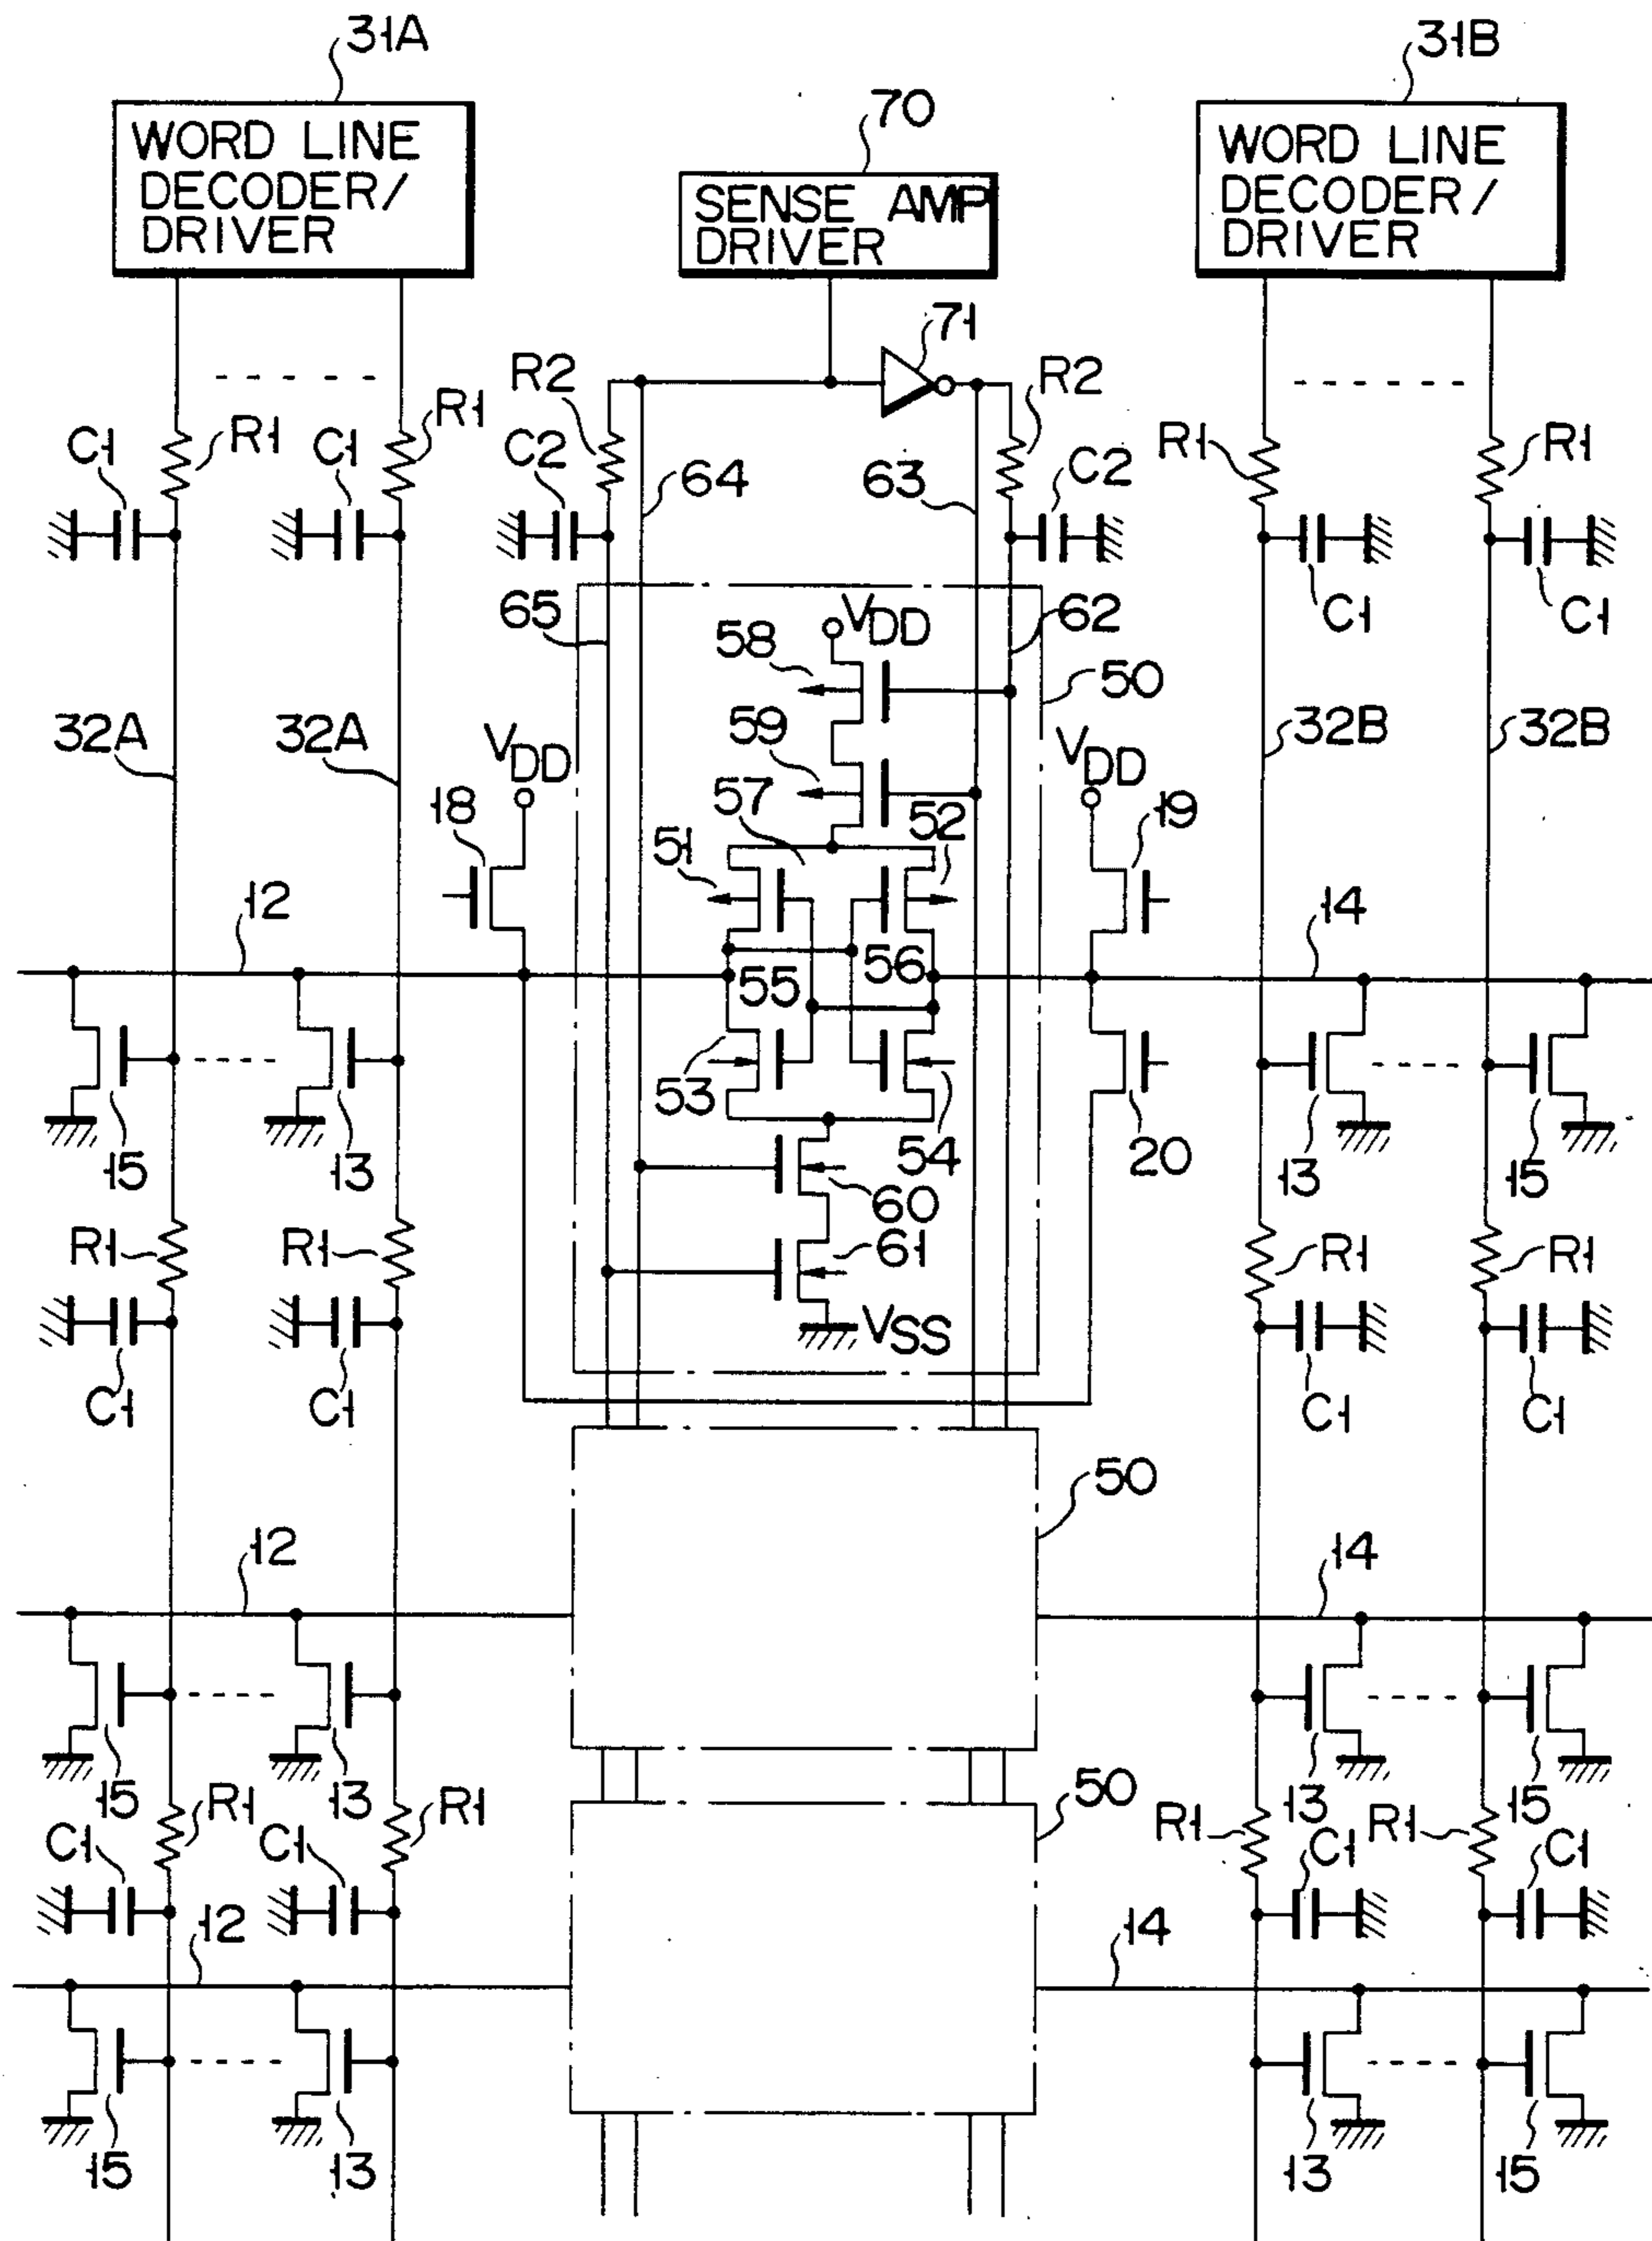 31A
31B
70
WORD LINE
DECODER/
DRIVER
SENSE AMP
DRIVER
WORD LINE
DECODER/
DRIVER
71
R2
R2
C1
R1
C1
R1
C2
64
63
C2
R1
R1
C1
C1
65
VDD
62
58
50
32A
32A
VDD
59
VDD
32B
32B
18
57
52
19
51
12
14
55
56
53
54
15
13
20
13
15
60
R1
R1
61
R1
R1
VSS
C1
C1
C1
C1
50
12
14
15
13
R1
R1
50
13
15
C1
C1
R1
C1
R1
C1
12
14
15
13
13
15